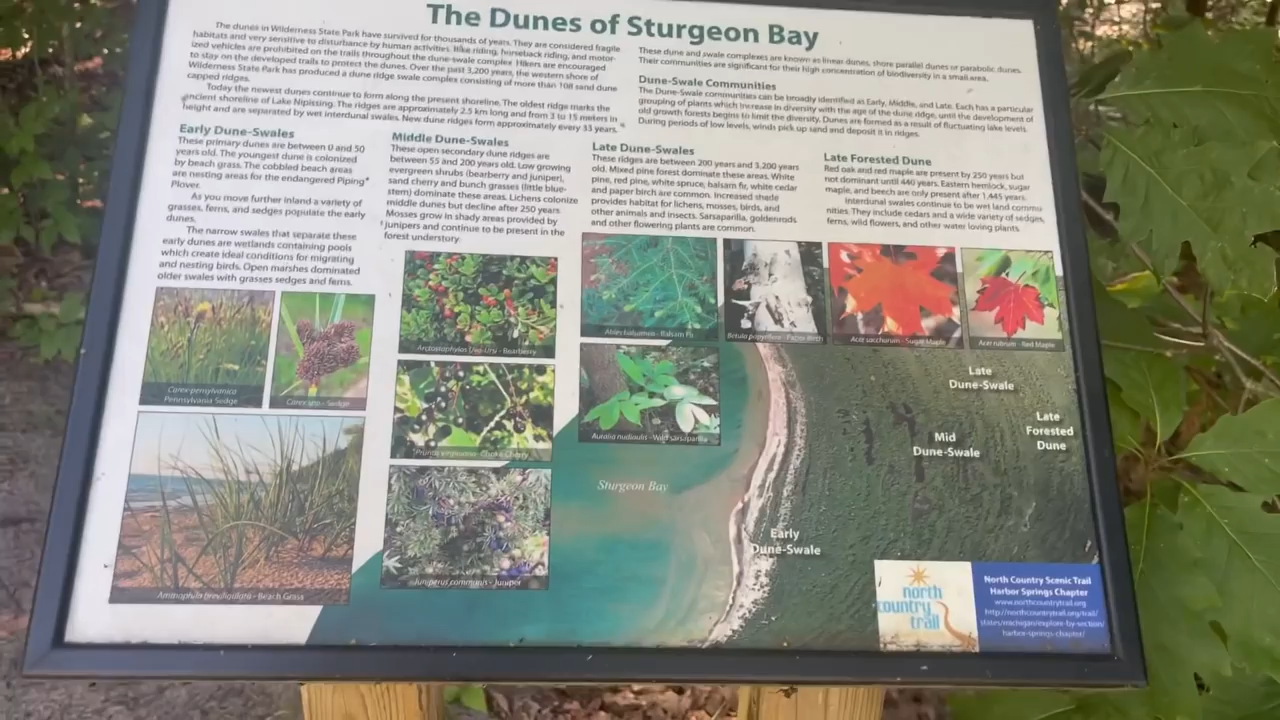 The Dunes of Sturgeon Bay
The dunes in Wilderness State Park have survived for thousands of years. They are considered fragile
habitats and very sensitive to disturbance by human activities. Bike riding, horseback riding, and motor-
ized vehicles are prohibited on the trails throughout the dune-swale complex. Hikers are encouraged
to stay on the developed trails to protect the dunes. Over the past 3,200 years, the western shore of
Wilderness State Park has produced a dune ridge swale complex consisting of more than 108 sand dune
capped ridges.
Today the newest dunes continue to form along the present shoreline. The oldest ridge marks the
ancient shoreline of Lake Nipissing. The ridges are approximately 2.5 km long and from 3 to 15 meters in
height and are separated by wet interdunal swales. New dune ridges form approximately every 33 years.
These dune and swale complexes are known as linear dunes, shore parallel dunes or parabolic dunes.
Their communities are significant for their high concentration of biodiversity in a small area.
Dune-Swale Communities
The Dune-Swale communities can be broadly identified as Early, Middle, and Late. Each has a particular
grouping of plants which increase in diversity with the age of the dune ridge, until the development of
old growth forests begins to limit the diversity. Dunes are formed as a result of fluctuating lake levels.
During periods of low levels, winds pick up sand and deposit it in ridges.
Early Dune-Swales
These primary dunes are between 0 and 50
years old. The youngest dune is colonized
by beach grass. The cobbled beach areas
are nesting areas for the endangered Piping
Plover.
As you move further inland a variety of
grasses, ferns, and sedges populate the early
dunes.
The narrow swales that separate these
early dunes are wetlands containing pools
which create ideal conditions for migrating
and nesting birds. Open marshes dominated
older swales with grasses sedges and ferns.
Middle Dune-Swales
These open secondary dune ridges are
between 55 and 200 years old. Low growing
evergreen shrubs (bearberry and juniper),
sand cherry and bunch grasses (little blue-
stem) dominate these areas. Lichens colonize
middle dunes but decline after 250 years.
Mosses grow in shady areas provided by
junipers and continue to be present in the
forest understory.
Late Dune-Swales
These ridges are between 200 years and 3,200 years
old. Mixed pine forest dominate these areas. White
pine, red pine, white spruce, balsam fir, white cedar
and paper birch are common. Increased shade
provides habitat for lichens, mosses, birds, and
other animals and insects. Sarsaparilla, goldenrods
and other flowering plants are common.
Late Forested Dune
Red oak and red maple are present by 250 years but
not dominant until 440 years. Eastern hemlock, sugar
maple, and beech are only present after 1,445 years.
Interdunal swales continue to be wet land commu-
nities. They include cedars and a wide variety of sedges,
ferns, wild flowers, and other water loving plants.
Carex pensylvanica
Pennsylvania Sedge
Carex spp - Sedge
Ammophila breviligulata - Beach Grass
Arctostaphylos Uva-Ursi - Bearberry
Prunus virginiana - Choke Cherry
Juniperus communis - Juniper
Abies balsamea - Balsam Fir
Betula papyrifera - Paper Birch
Acer saccharum - Sugar Maple
Acer rubrum - Red Maple
Auralia nudicalis - Wild Sarsaparilla
Sturgeon Bay
Early
Dune-Swale
Mid
Dune-Swale
Late
Dune-Swale
Late
Forested
Dune
north
country
trail
North Country Scenic Trail
Harbor Springs Chapter
www.northcountrytrail.org
http://northcountrytrail.org/trail/
states/michigan/explore-by-section/
harbor-springs-chapter/